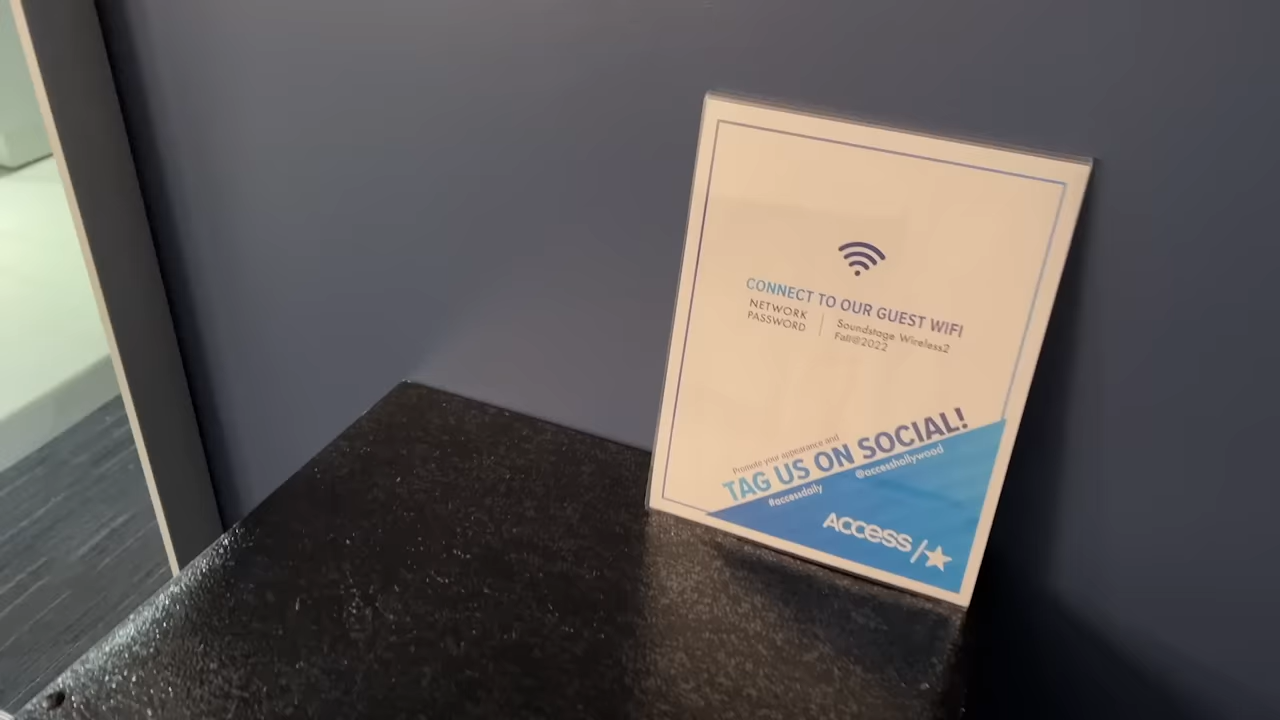 CONNECT TO OUR GUEST WIFI
NETWORK | Soundstage Wireless2
PASSWORD | Fall@2022
Promote your appearance and
TAG US ON SOCIAL!
#accessdaily @accesshollywood
ACCESS/★